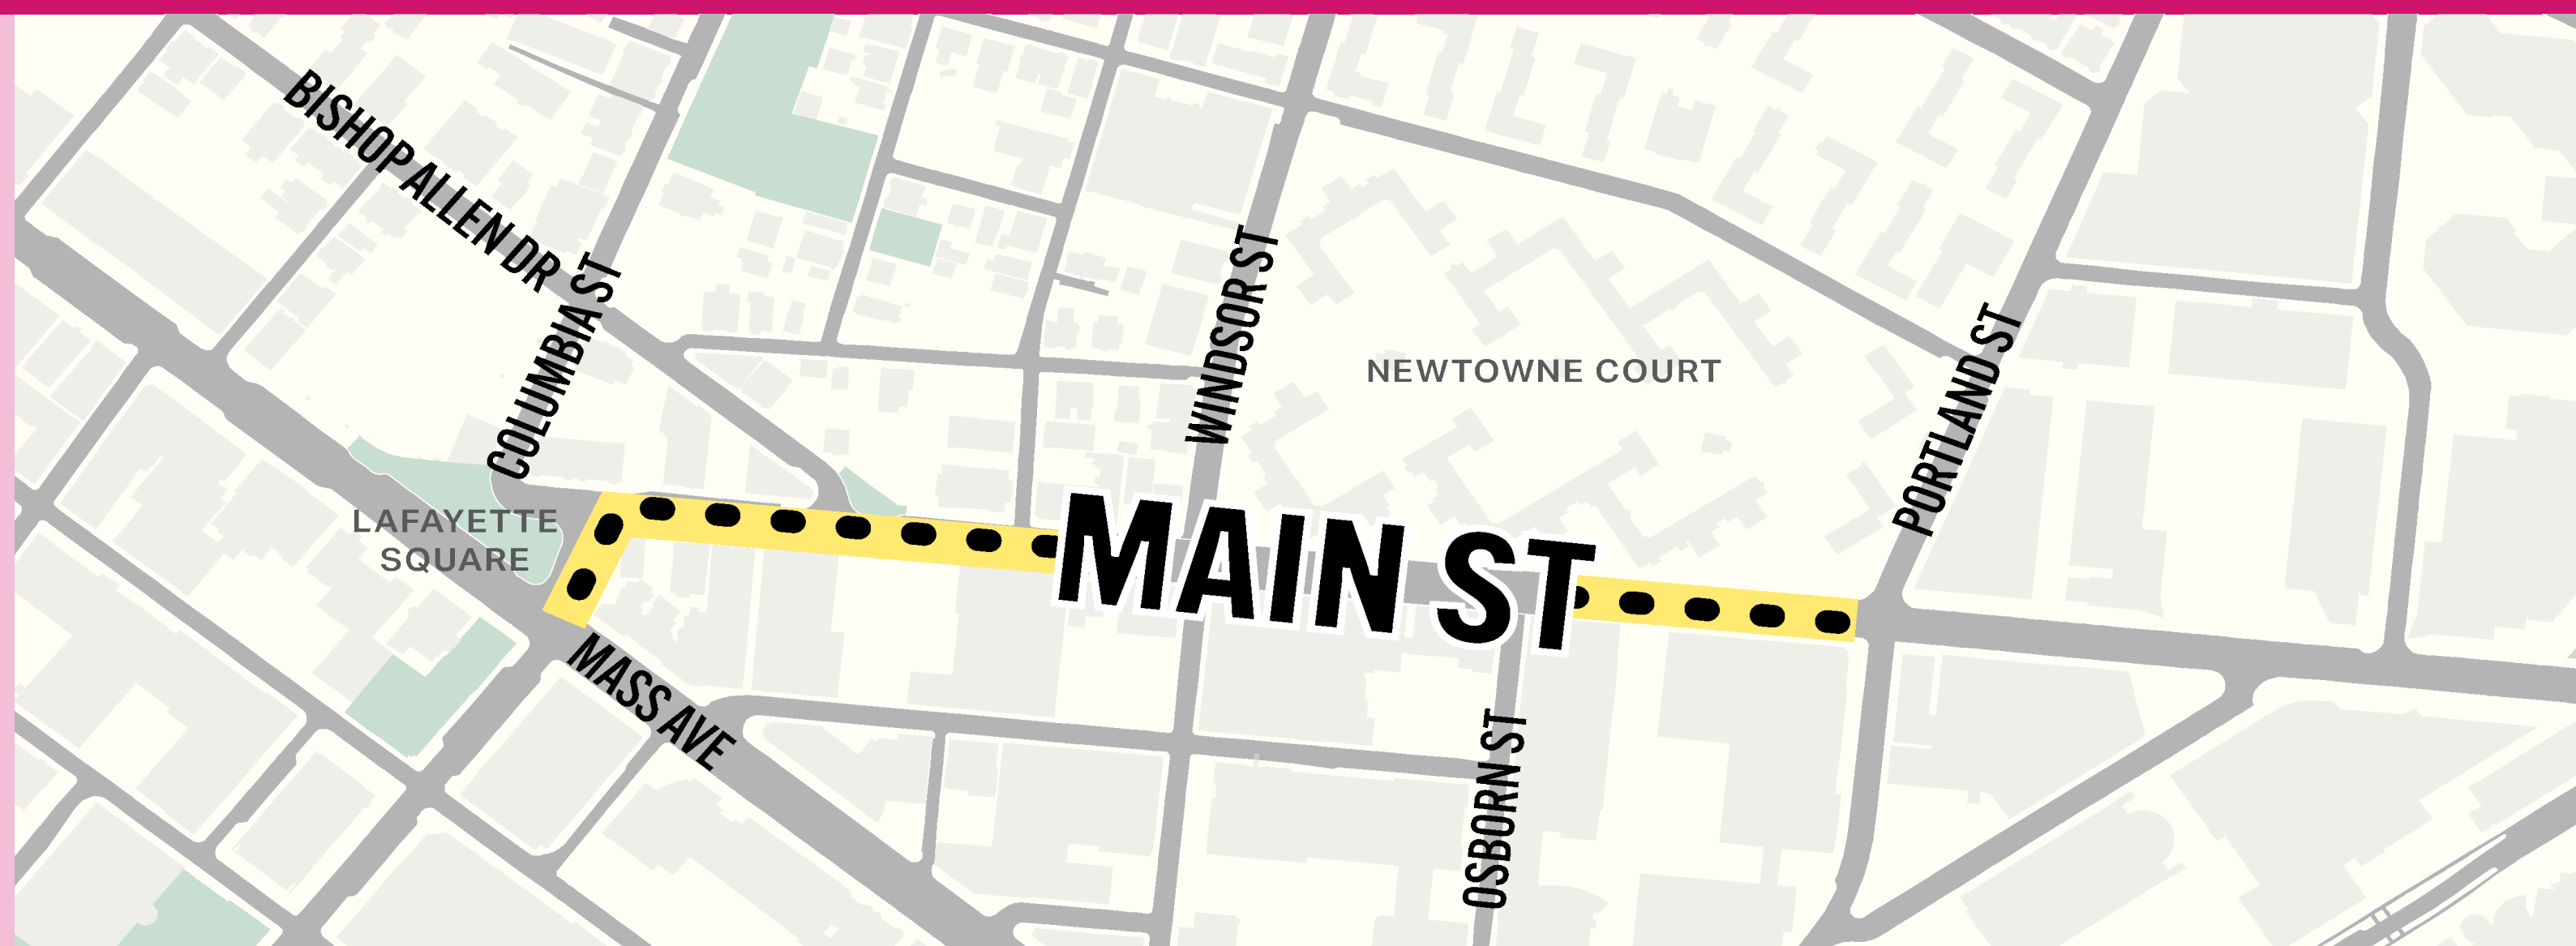 BISHOP ALLEN DR
COLUMBIA ST
WINDSOR ST
NEWTOWNE COURT
PORTLAND ST
LAFAYETTE
SQUARE
MAIN ST
MASS AVE
OSBORN ST